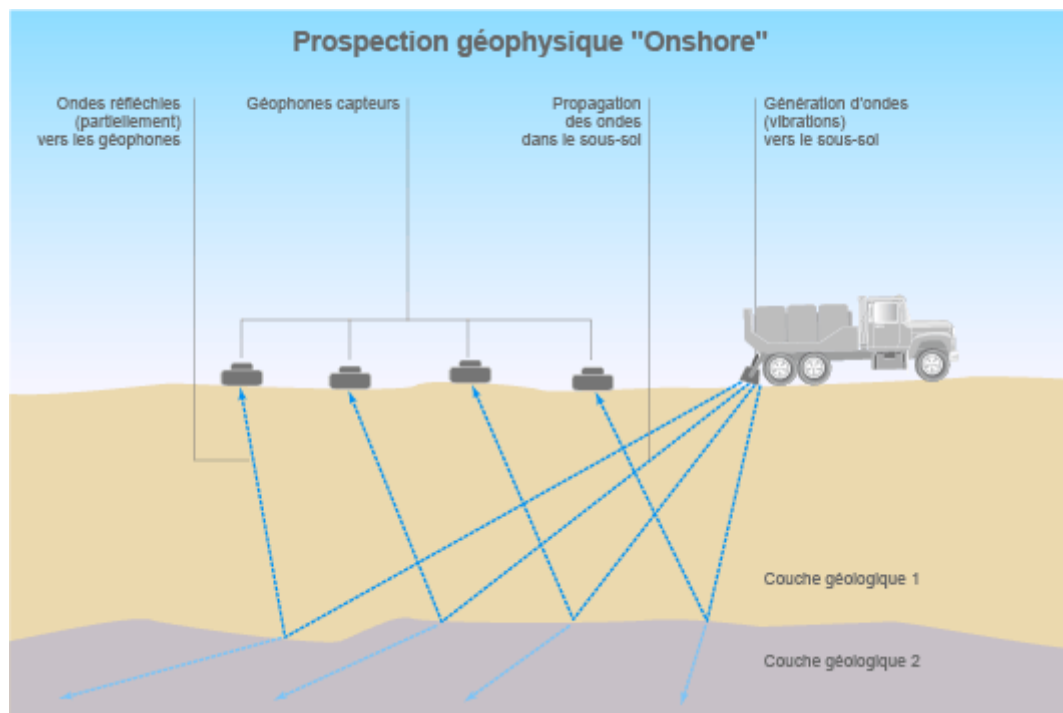 Prospection géophysique "Onshore"
Ondes réfléchies
(partiellement)
vers les géophones
Géophones capteurs
Propagation
des ondes
dans le sous-sol
Génération d'ondes
(vibrations)
vers le sous-sol
Couche géologique 1
Couche géologique 2